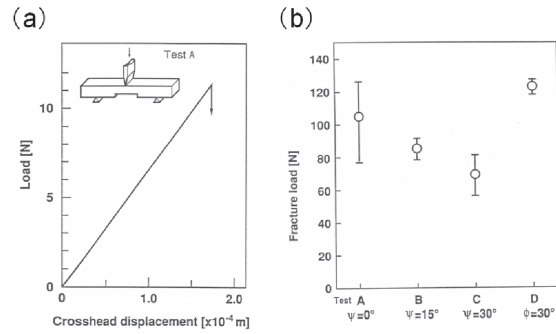 (a)
Test A
Load [N]
10
5
0
0
1.0
2.0
Crosshead displacement [x10⁻⁴ m]
(b)
Fracture load [N]
140
120
100
80
60
40
20
0
Test A B C D
Ψ=0° Ψ=15° Ψ=30° ϕ=30°